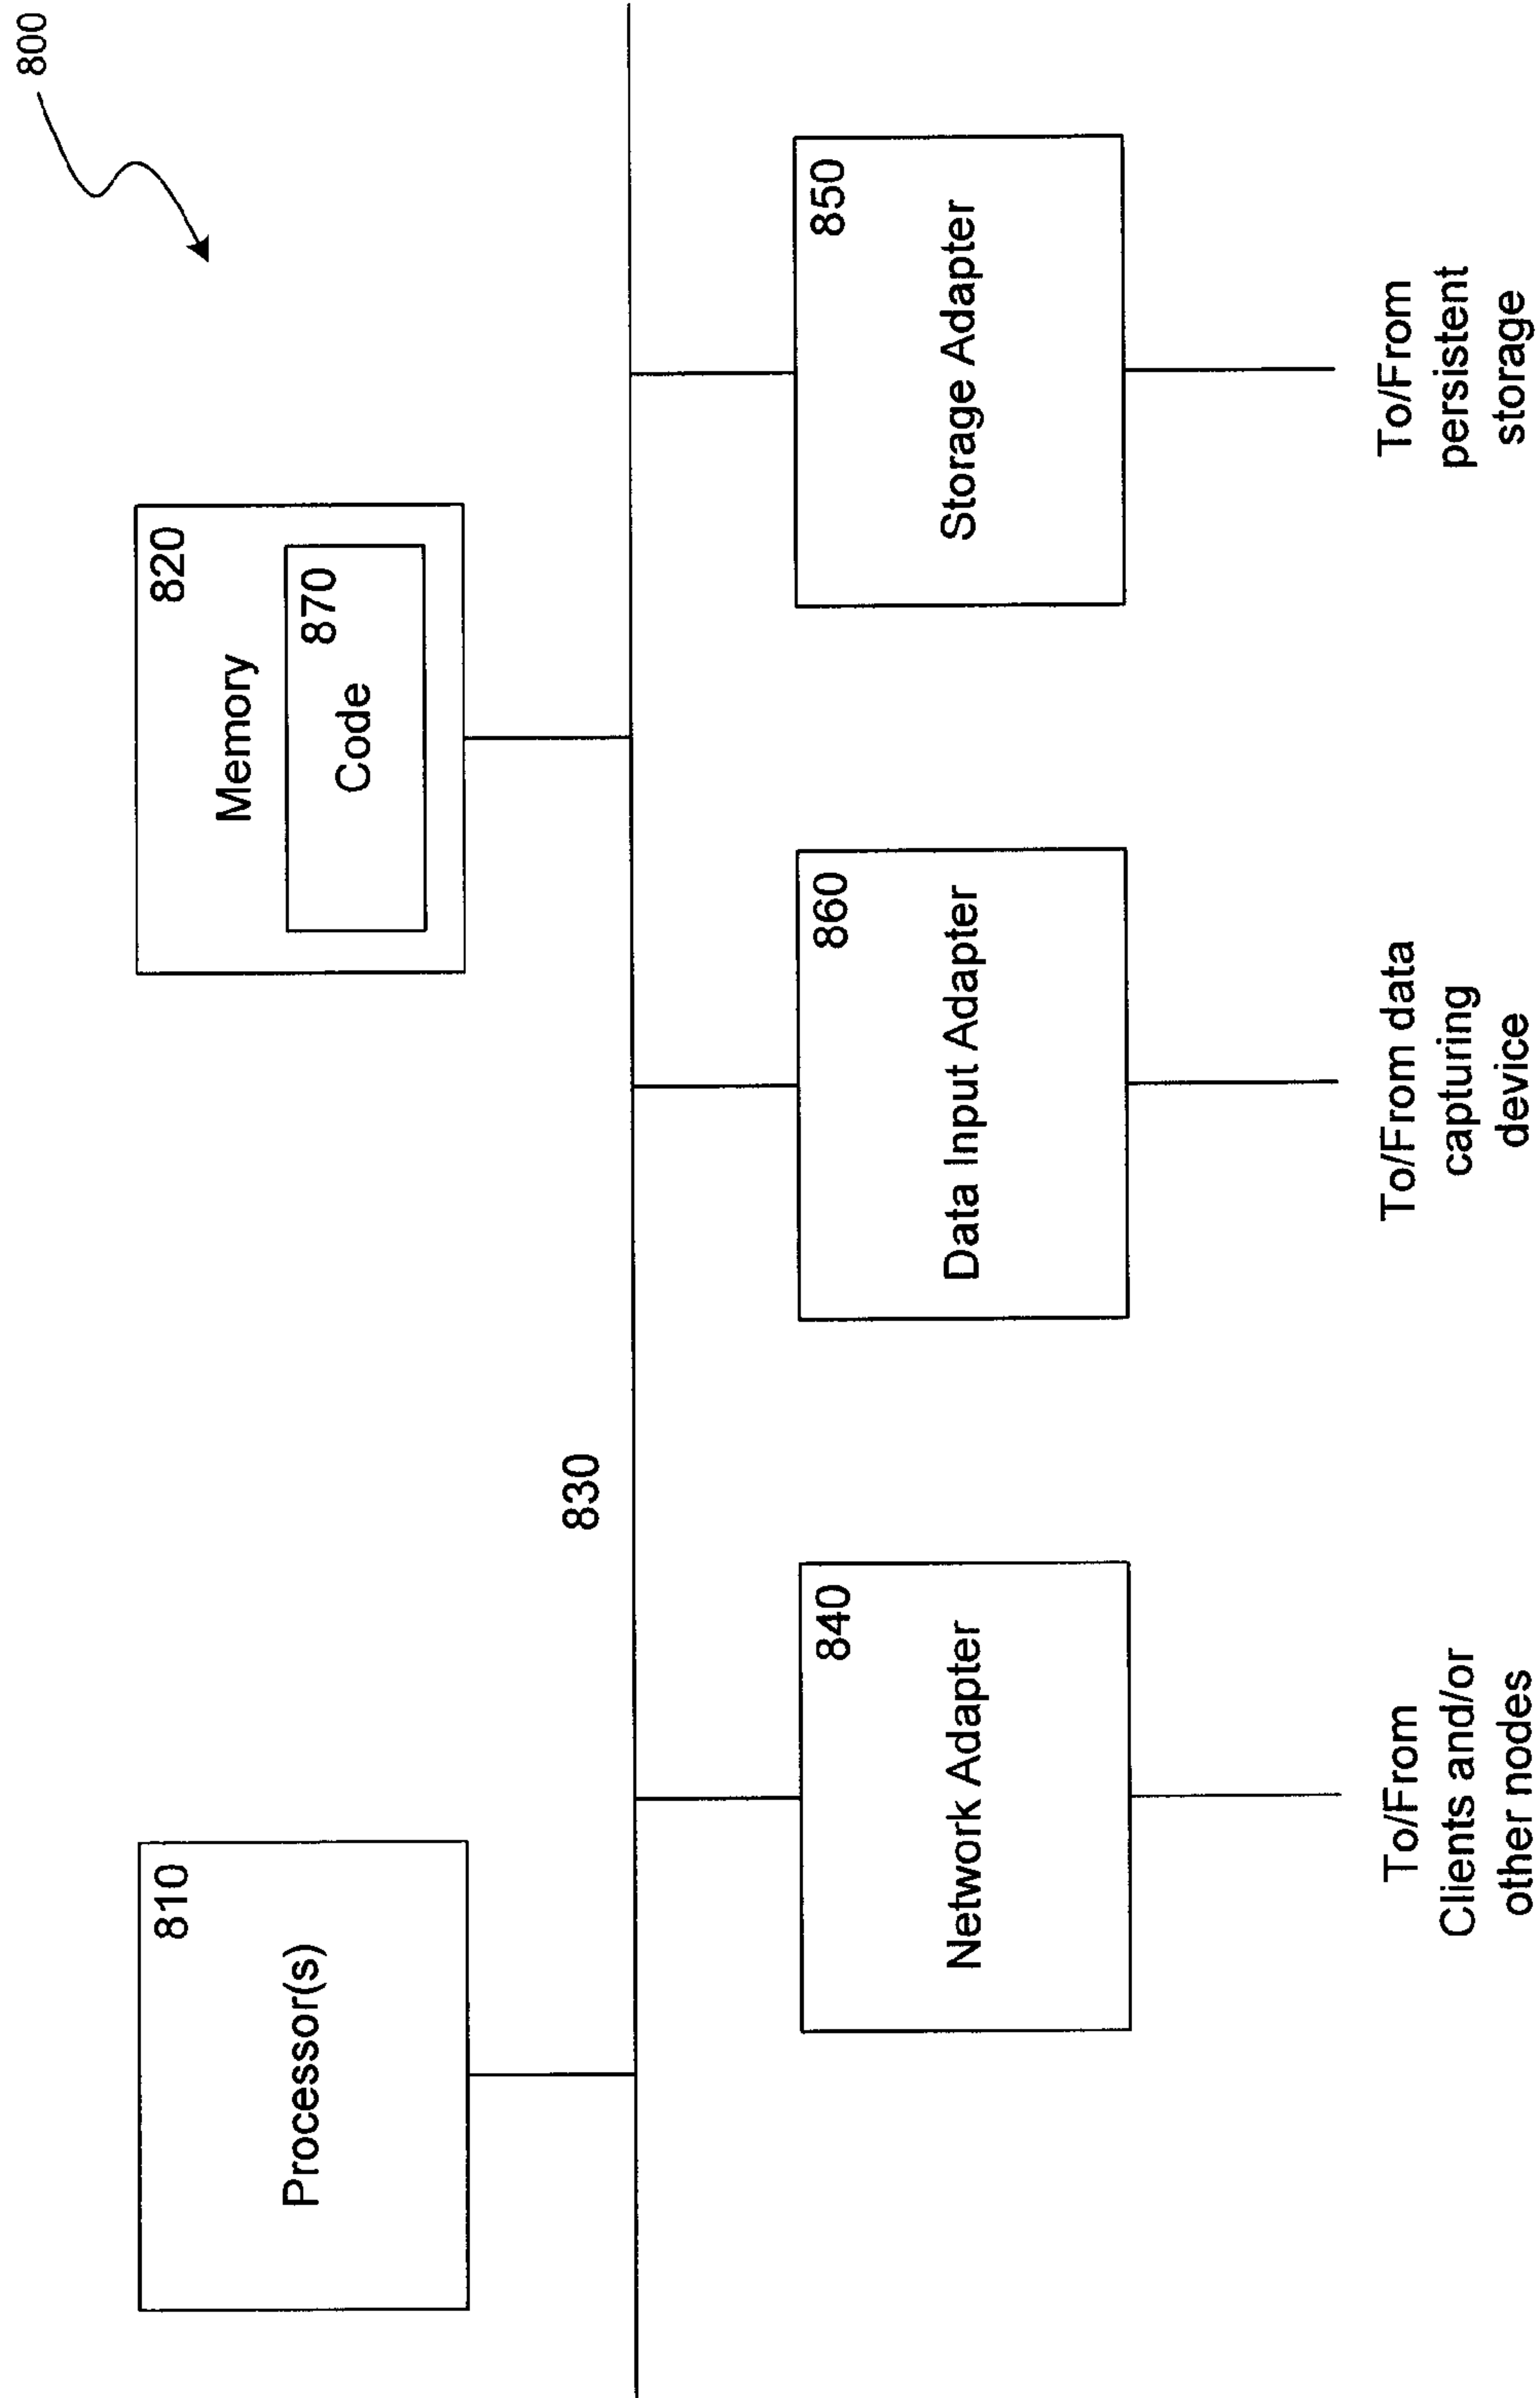 800
810
Processor(s)
820
Memory
870
Code
830
840
Network Adapter
860
Data Input Adapter
850
Storage Adapter
To/From
Clients and/or
other nodes
To/From data
capturing
device
To/From
persistent
storage